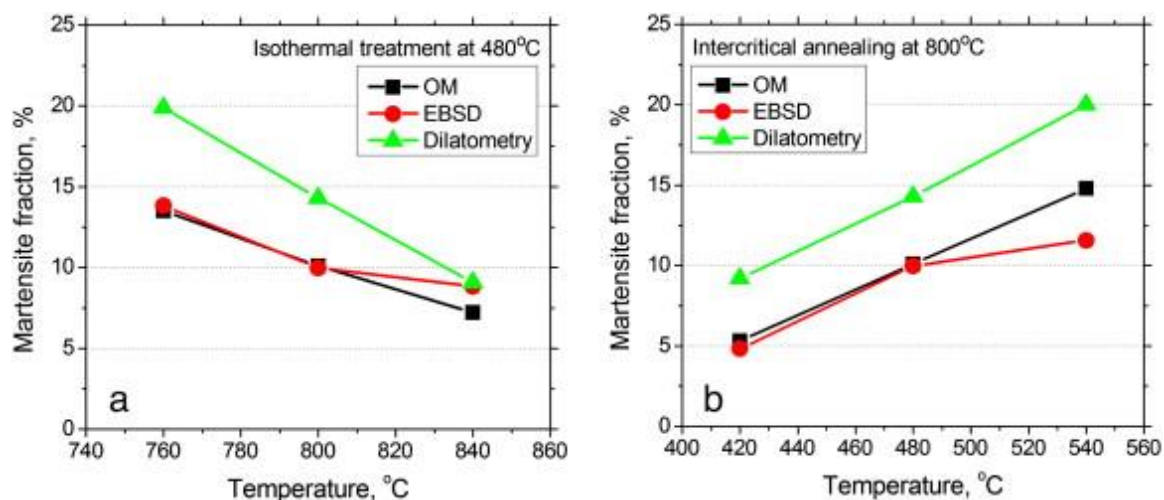 Isothermal treatment at 480°C
OM
EBSD
Dilatometry
Martensite fraction, %
25
20
15
10
5
0
a
740 760 780 800 820 840 860
Temperature, °C
Intercritical annealing at 800°C
OM
EBSD
Dilatometry
Martensite fraction, %
25
20
15
10
5
0
b
400 420 440 460 480 500 520 540 560
Temperature, °C